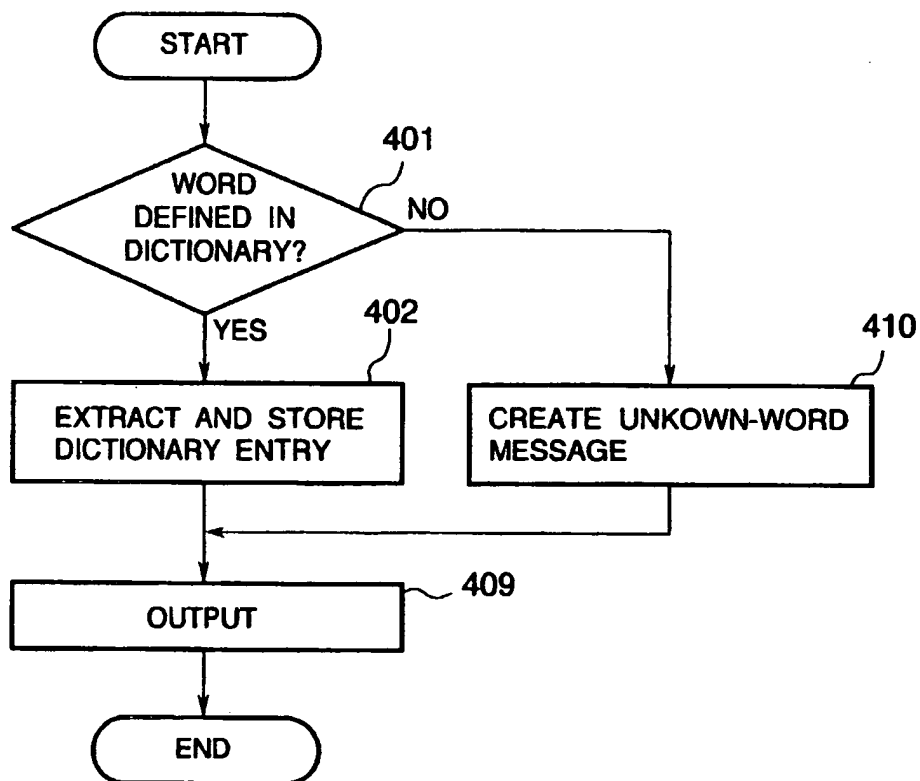 START
401
WORD
DEFINED IN
DICTIONARY?
NO
YES
402
EXTRACT AND STORE
DICTIONARY ENTRY
410
CREATE UNKOWN-WORD
MESSAGE
409
OUTPUT
END